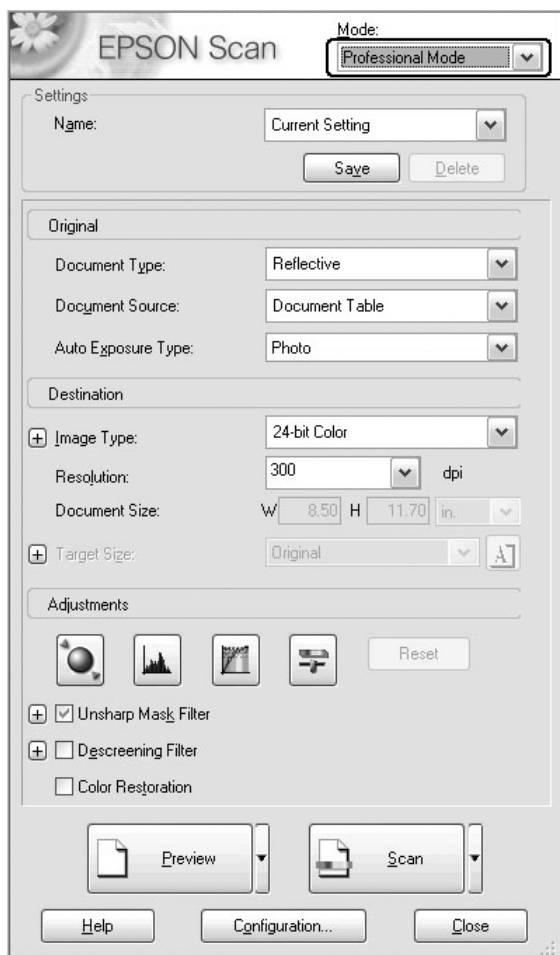 EPSON Scan
Mode:
Professional Mode
Settings
Name: Current Setting
Save Delete
Original
Document Type: Reflective
Document Source: Document Table
Auto Exposure Type: Photo
Destination
Image Type: 24-bit Color
Resolution: 300 dpi
Document Size: W 8.50 H 11.70 in.
Target Size: Original A
Adjustments
Reset
Unsharp Mask Filter
Descreening Filter
Color Restoration
Preview Scan
Help Configuration... Close